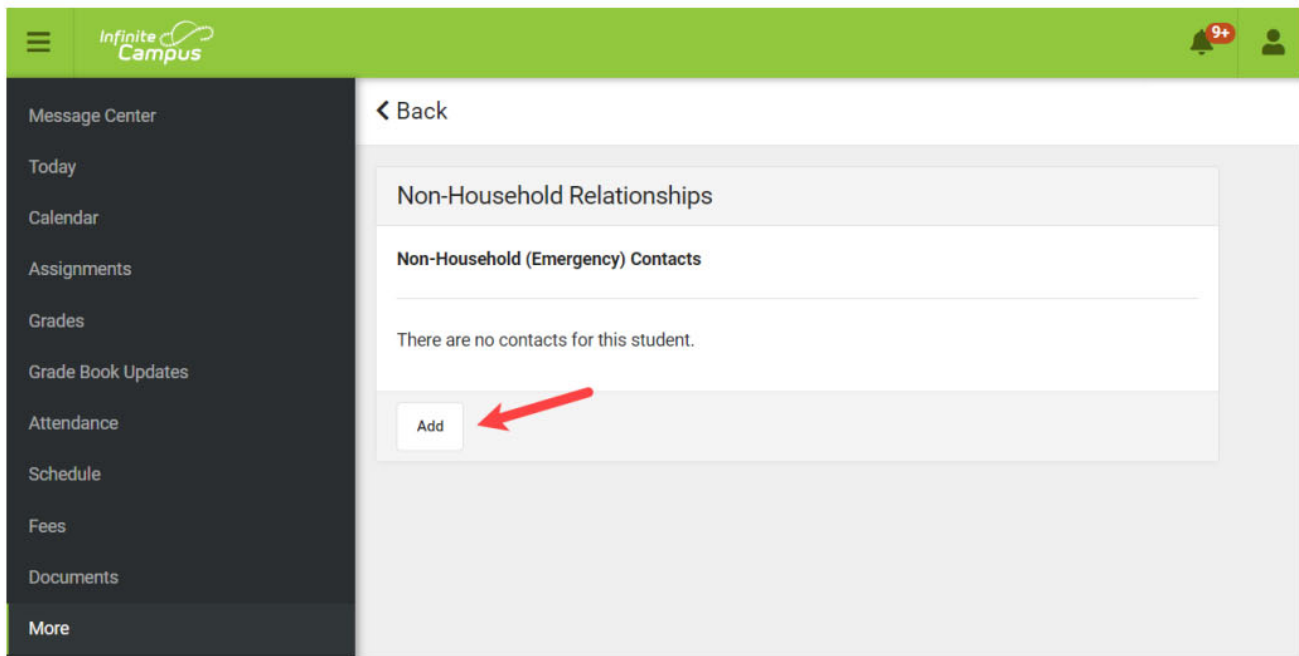 Infinite
Campus
9+
Message Center
Today
Calendar
Assignments
Grades
Grade Book Updates
Attendance
Schedule
Fees
Documents
More
Back
Non-Household Relationships
Non-Household (Emergency) Contacts
There are no contacts for this student.
Add